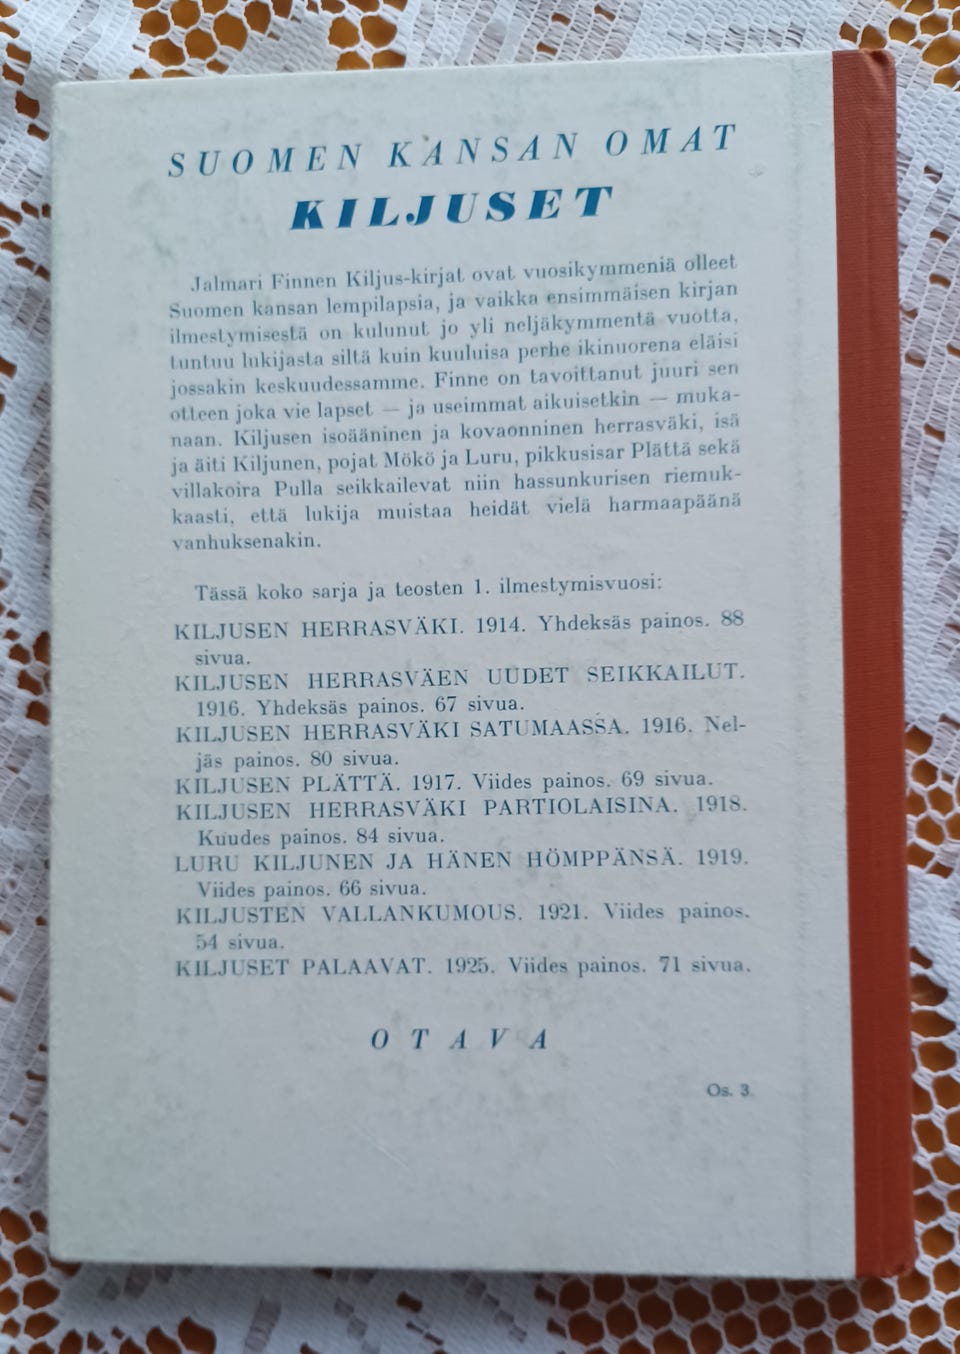 SUOMEN KANSAN OMAT
KILJUSET
Jalmari Finnen Kiljus-kirjat ovat vuosikymmeniä olleet
Suomen kansan lempilapsia, ja vaikka ensimmäisen kirjan
ilmestymisestä on kulunut jo yli neljäkymmentä vuotta,
tuntuu lukijasta siltä kuin kuuluisa perhe ikinuorena eläisi
jossakin keskuudessamme. Finne on tavoittanut juuri sen
otteen joka vie lapset — ja useimmat aikuisetkin — muka-
naan. Kiljusen isoääninen ja kovaonninen herrasväki, isä
ja äiti Kiljunen, pojat Mökö ja Luru, pikkusisar Plättä sekä
villakoira Pulla seikkailevat niin hassunkurisen riemuk-
kaasti, että lukija muistaa heidät vielä harmaapäänä
vanhuksenakin.
Tässä koko sarja ja teosten 1. ilmestymisvuosi:
KILJUSEN HERRASVÄKI. 1914. Yhdeksäs painos. 88
sivua.
KILJUSEN HERRASVÄEN UUDET SEIKKAILUT.
1916. Yhdeksäs painos. 67 sivua.
KILJUSEN HERRASVÄKI SATUMAASSA. 1916. Nel-
jäs painos. 80 sivua.
KILJUSEN PLÄTTÄ. 1917. Viides painos. 69 sivua.
KILJUSEN HERRASVÄKI PARTIOLAISINA. 1918.
Kuudes painos. 84 sivua.
LURU KILJUNEN JA HÄNEN HÖMPPÄNSÄ. 1919.
Viides painos. 66 sivua.
KILJUSTEN VALLANKUMOUS. 1921. Viides painos.
54 sivua.
KILJUSET PALAAVAT. 1925. Viides painos. 71 sivua.
OTAVA
Os. 3.